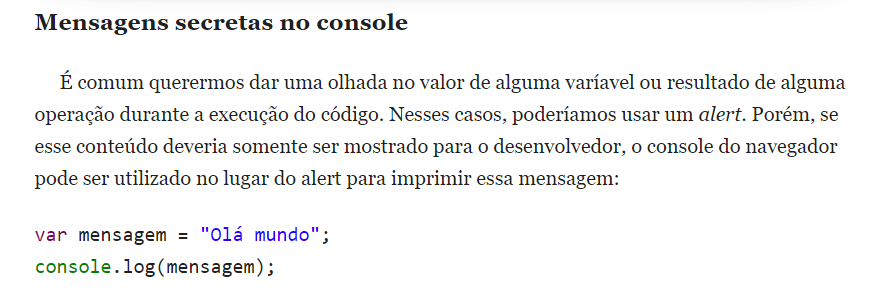 Mensagens secretas no console
É comum querermos dar uma olhada no valor de alguma varíavel ou resultado de alguma
operação durante a execução do código. Nesses casos, poderíamos usar um alert. Porém, se
esse conteúdo deveria somente ser mostrado para o desenvolvedor, o console do navegador
pode ser utilizado no lugar do alert para imprimir essa mensagem:
var mensagem = "Olá mundo";
console.log(mensagem);